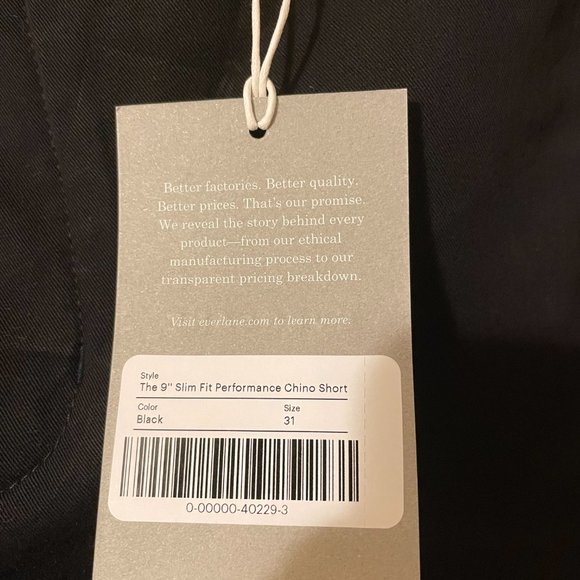 Better factories. Better quality.
Better prices. That's our promise.
We reveal the story behind every
product—from our ethical
manufacturing process to our
transparent pricing breakdown.
Visit everlane.com to learn more.
Style
The 9" Slim Fit Performance Chino Short
Color Size
Black 31
0-00000-40229-3